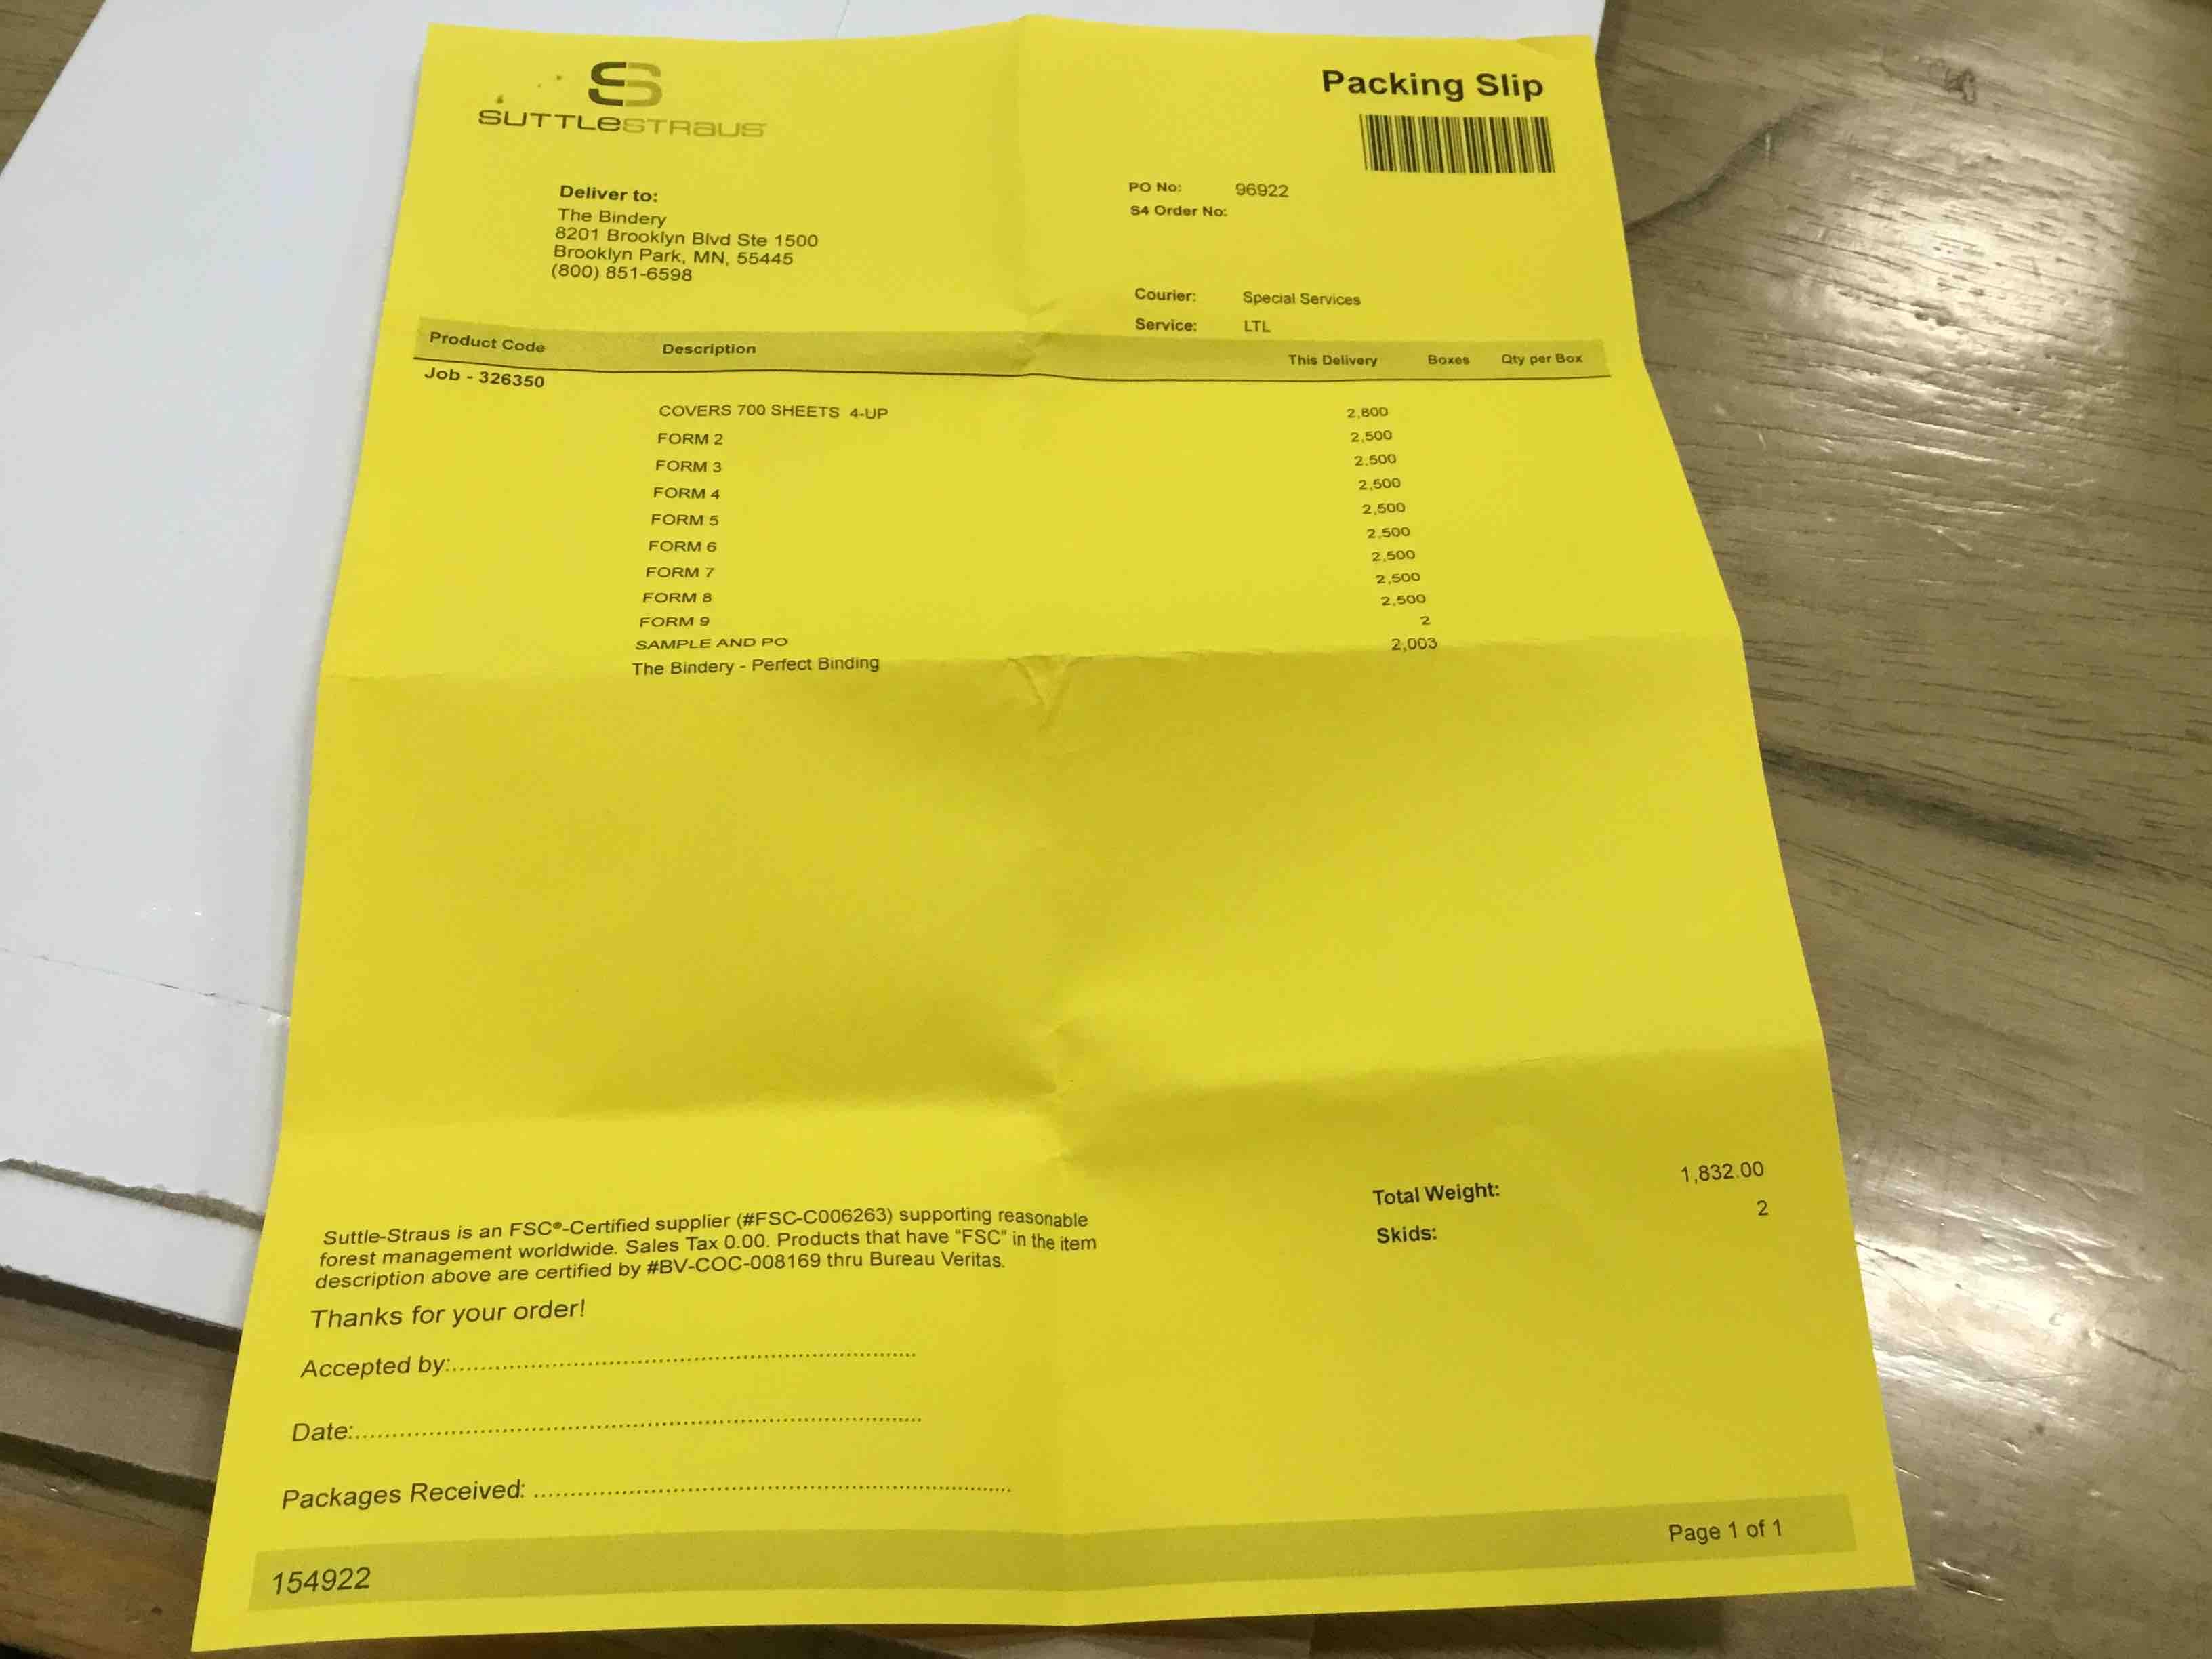 SUTTLESTRAUS
Packing Slip
Deliver to:
The Bindery
8201 Brooklyn Blvd Ste 1500
Brooklyn Park, MN, 55445
(800) 851-6598
PO No: 96922
S4 Order No:
Courier: Special Services
Service: LTL
Product Code Description This Delivery Boxes Qty per Box
Job - 326350
COVERS 700 SHEETS 4-UP 2,800
FORM 2 2,500
FORM 3 2,500
FORM 4 2,500
FORM 5 2,500
FORM 6 2,500
FORM 7 2,500
FORM 8 2,500
FORM 9 2,500
SAMPLE AND PO 2
The Bindery - Perfect Binding 2,003
Total Weight: 1,832.00
Skids: 2
Suttle-Straus is an FSC®-Certified supplier (#FSC-C006263) supporting reasonable
forest management worldwide. Sales Tax 0.00. Products that have "FSC" in the item
description above are certified by #BV-COC-008169 thru Bureau Veritas.
Thanks for your order!
Accepted by:
Date:
Packages Received:
154922
Page 1 of 1